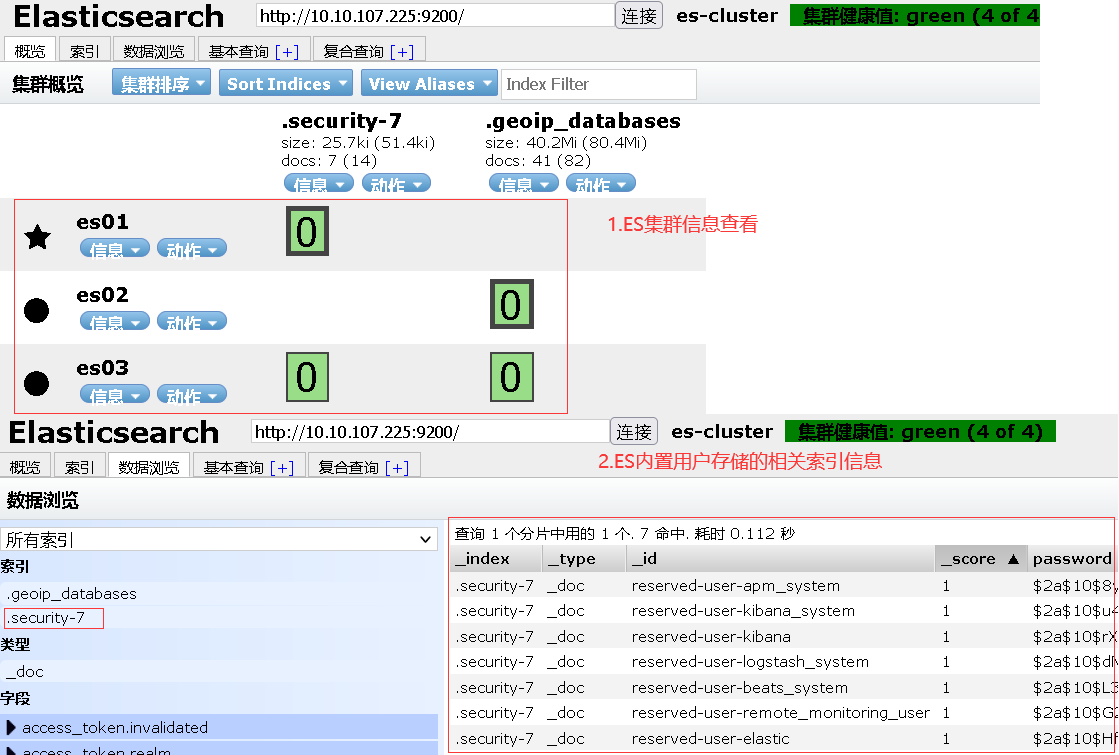 Elasticsearch http://10.10.107.225:9200/ 连接 es-cluster 集群健康值: green (4 of 4
概览 索引 数据浏览 基本查询 [+] 复合查询 [+]
集群概览 集群排序 Sort Indices View Aliases Index Filter
.security-7 .geoip_databases
size: 25.7ki (51.4ki) size: 40.2Mi (80.4Mi)
docs: 7 (14) docs: 41 (82)
信息 动作 信息 动作
es01 0 1.ES集群信息查看
信息 动作
es02 0
信息 动作
es03 0 0
信息 动作
Elasticsearch http://10.10.107.225:9200/ 连接 es-cluster 集群健康值: green (4 of 4)
概览 索引 数据浏览 基本查询 [+] 复合查询 [+] 2.ES内置用户存储的相关索引信息
数据浏览
所有索引
索引
.geoip_databases
.security-7
类型
_doc
字段
access_token.invalidated
access_token.realm
查询 1 个分片中用的 1 个. 7 命中. 耗时 0.112 秒
_index _type _id _score ▲ password
.security-7 _doc reserved-user-apm_system 1 $2a$10$8y
.security-7 _doc reserved-user-kibana_system 1 $2a$10$u4
.security-7 _doc reserved-user-kibana 1 $2a$10$rX
.security-7 _doc reserved-user-logstash_system 1 $2a$10$dM
.security-7 _doc reserved-user-beats_system 1 $2a$10$L3
.security-7 _doc reserved-user-remote_monitoring_user 1 $2a$10$G2
.security-7 _doc reserved-user-elastic 1 $2a$10$Hf